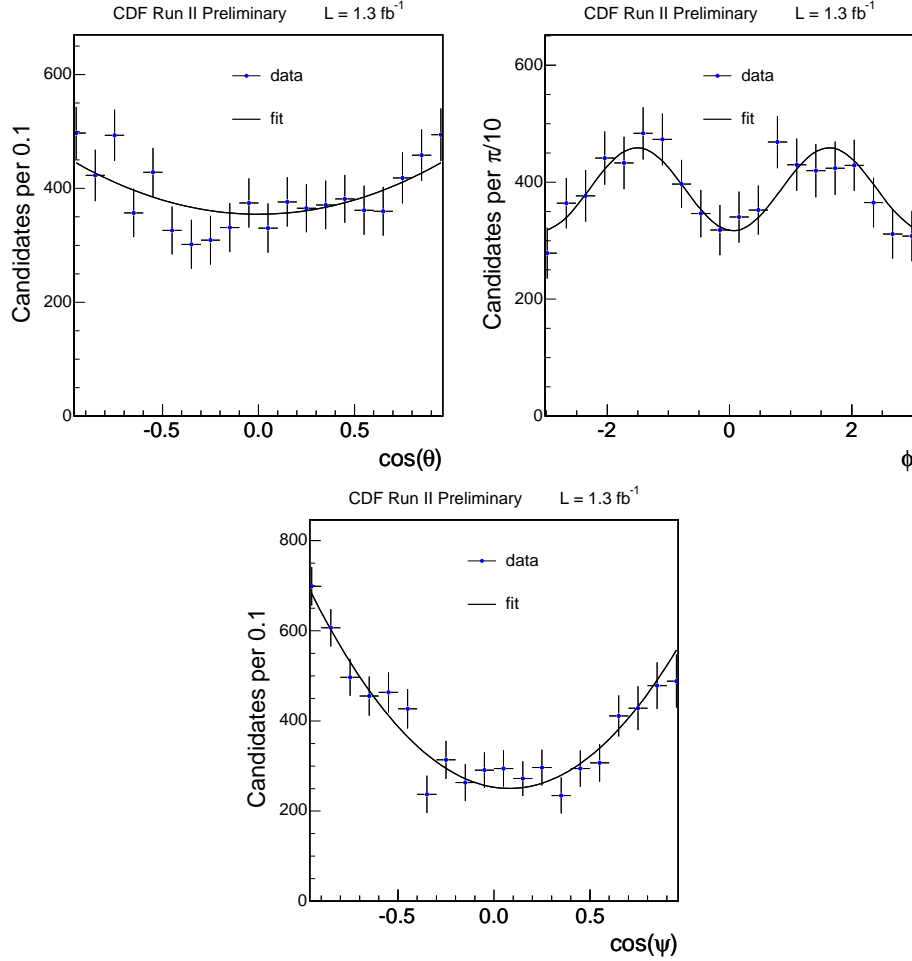 CDF Run II Preliminary L = 1.3 fb⁻¹
Candidates per 0.1
600
400
200
0
data
fit
-0.5 0.0 0.5
cos(θ)
CDF Run II Preliminary L = 1.3 fb⁻¹
Candidates per π/10
600
400
200
0
data
fit
-2 0 2
ϕ
CDF Run II Preliminary L = 1.3 fb⁻¹
Candidates per 0.1
800
600
400
200
0
data
fit
-0.5 0.0 0.5
cos(ψ)